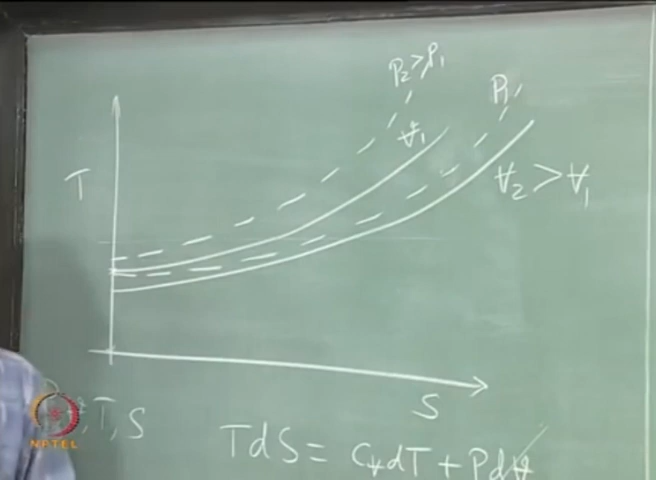 P₂>P₁
P₁
V₁
T
V₂>V₁
S
,T,S
NPTEL
TdS = CᵥdT + PdV